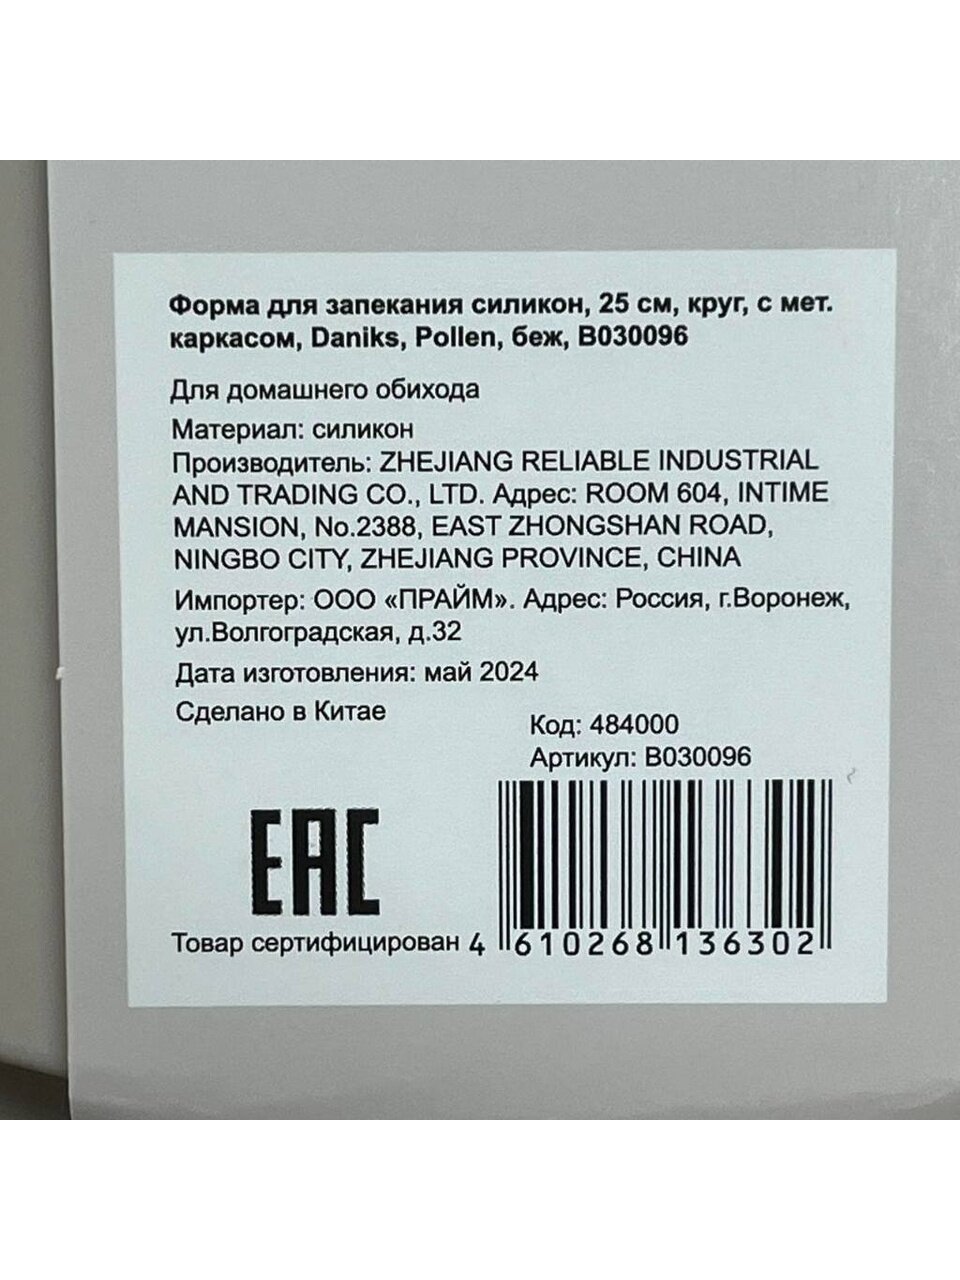 Форма для запекания силикон, 25 см, круг, с мет.
каркасом, Daniks, Pollen, беж, B030096
Для домашнего обихода
Материал: силикон
Производитель: ZHEJIANG RELIABLE INDUSTRIAL
AND TRADING CO., LTD. Адрес: ROOM 604, INTIME
MANSION, No.2388, EAST ZHONGSHAN ROAD,
NINGBO CITY, ZHEJIANG PROVINCE, CHINA
Импортер: ООО «ПРАЙМ». Адрес: Россия, г.Воронеж,
ул.Волгоградская, д.32
Дата изготовления: май 2024
Сделано в Китае
Код: 484000
Артикул: B030096
EAC
Товар сертифицирован
4 610268 136302